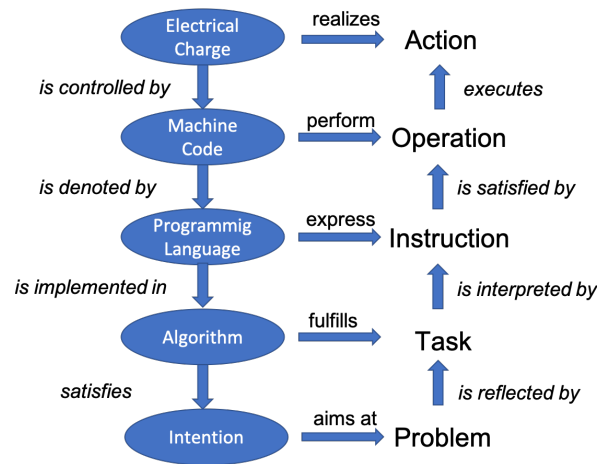 Electrical
Charge
realizes
Action
is controlled by
executes
Machine
Code
perform
Operation
is denoted by
is satisfied by
Programmig
Language
express
Instruction
is implemented in
is interpreted by
Algorithm
fulfills
Task
satisfies
is reflected by
Intention
aims at
Problem